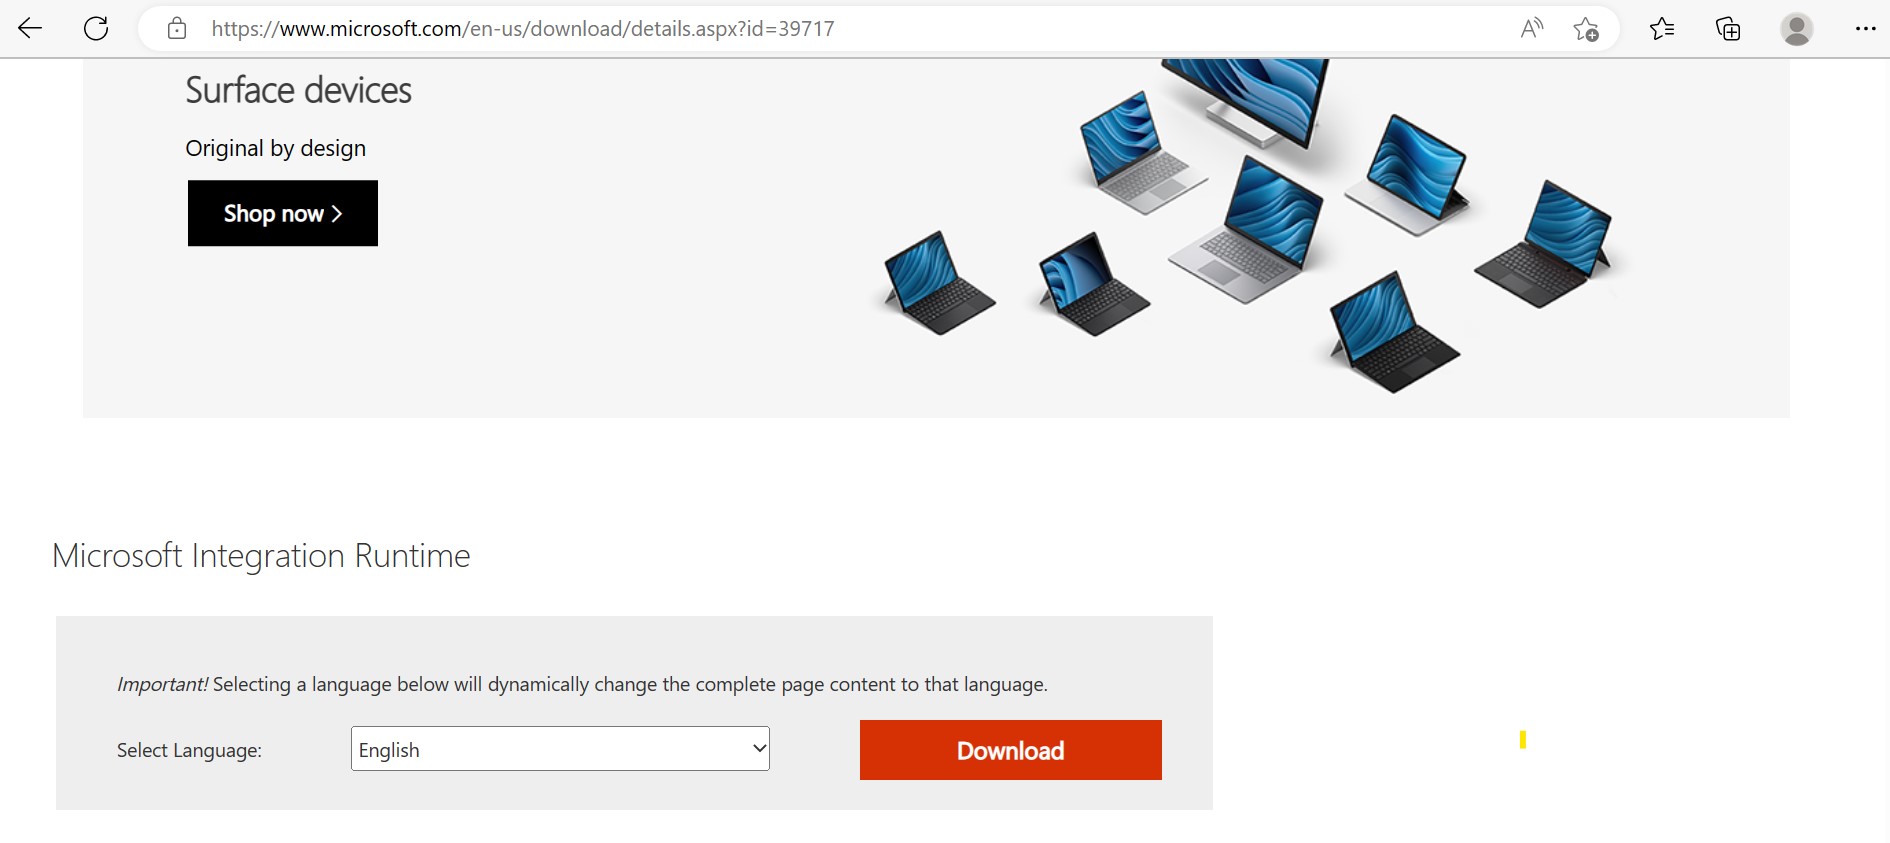 https://www.microsoft.com/en-us/download/details.aspx?id=39717
Surface devices
Original by design
Shop now
Microsoft Integration Runtime
Important! Selecting a language below will dynamically change the complete page content to that language.
Select Language: English Download